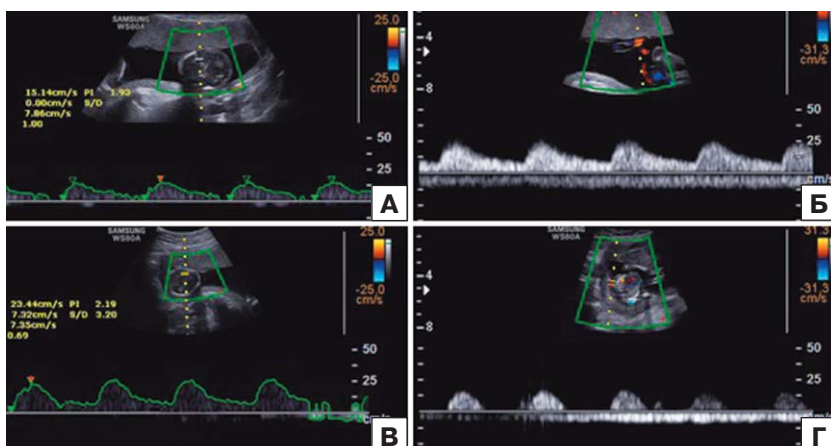 SAMSUNG
WS80A
25.0
-25.0
cm/s
15.14cm/s PI 1.93
0.00cm/s S/D
7.86cm/s
1.00
50
25
А
4
8
-31,3
cm/s
50
25
cm/s
Б
SAMSUNG
WS80A
25.0
-25.0
cm/s
23.44cm/s PI 2.19
7.32cm/s S/D 3.20
7.35cm/s
0.69
50
25
В
SAMSUNG
WS80A
31.3
-31,3
cm/s
4
8
50
25
Г